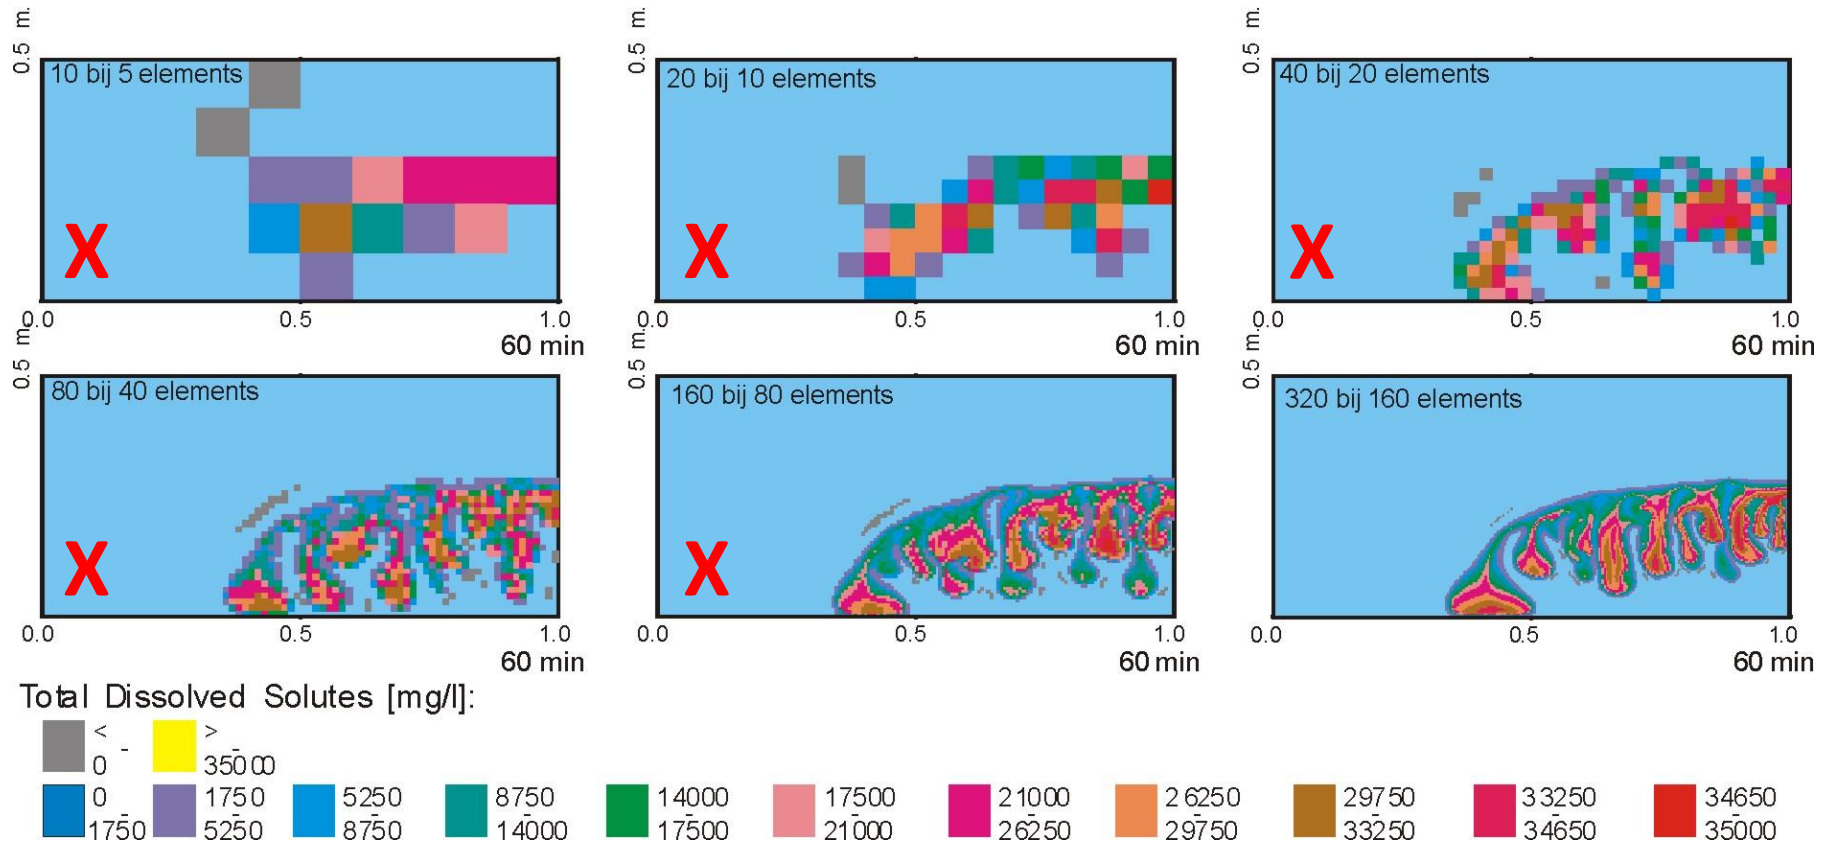 0.5 m.
10 bij 5 elements
X
0.0 0.5 1.0
60 min
0.5 m.
20 bij 10 elements
X
0.0 0.5 1.0
60 min
0.5 m.
40 bij 20 elements
X
0.0 0.5 1.0
60 min
0.5 m.
80 bij 40 elements
X
0.0 0.5 1.0
60 min
160 bij 80 elements
X
0.0 0.5 1.0
60 min
0.5 m.
320 bij 160 elements
0.0 0.5 1.0
60 min
Total Dissolved Solutes [mg/l]:
< - 0
> - 35000
0 - 1750
1750 - 5250
5250 - 8750
8750 - 14000
14000 - 17500
17500 - 21000
21000 - 26250
26250 - 29750
29750 - 33250
33250 - 34650
34650 - 35000